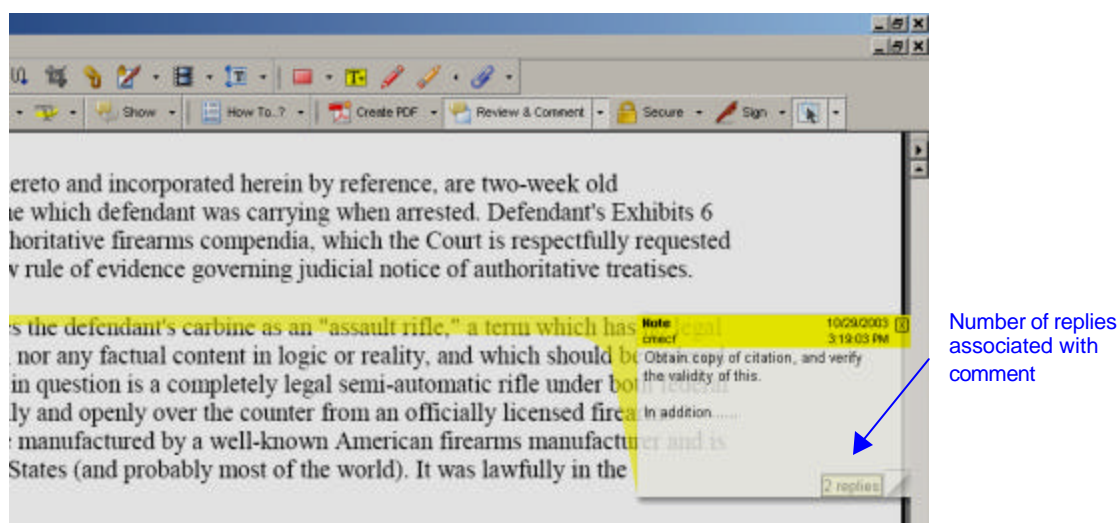 Show
How To..?
Create PDF
Review & Comment
Secure
Sign
ereto and incorporated herein by reference, are two-week old
e which defendant was carrying when arrested. Defendant's Exhibits 6
horitative firearms compendia, which the Court is respectfully requested
rule of evidence governing judicial notice of authoritative treatises.
s the defendant's carbine as an "assault rifle," a term which has legal
nor any factual content in logic or reality, and which should b
in question is a completely legal semi-automatic rifle under bo
ly and openly over the counter from an officially licensed firea
manufactured by a well-known American firearms manufacturer and is
States (and probably most of the world). It was lawfully in the
Note 10/29/2003
cmecf 3:19:03 PM
Obtain copy of citation, and verify
the validity of this.
In addition......
2 replies
Number of replies
associated with
comment